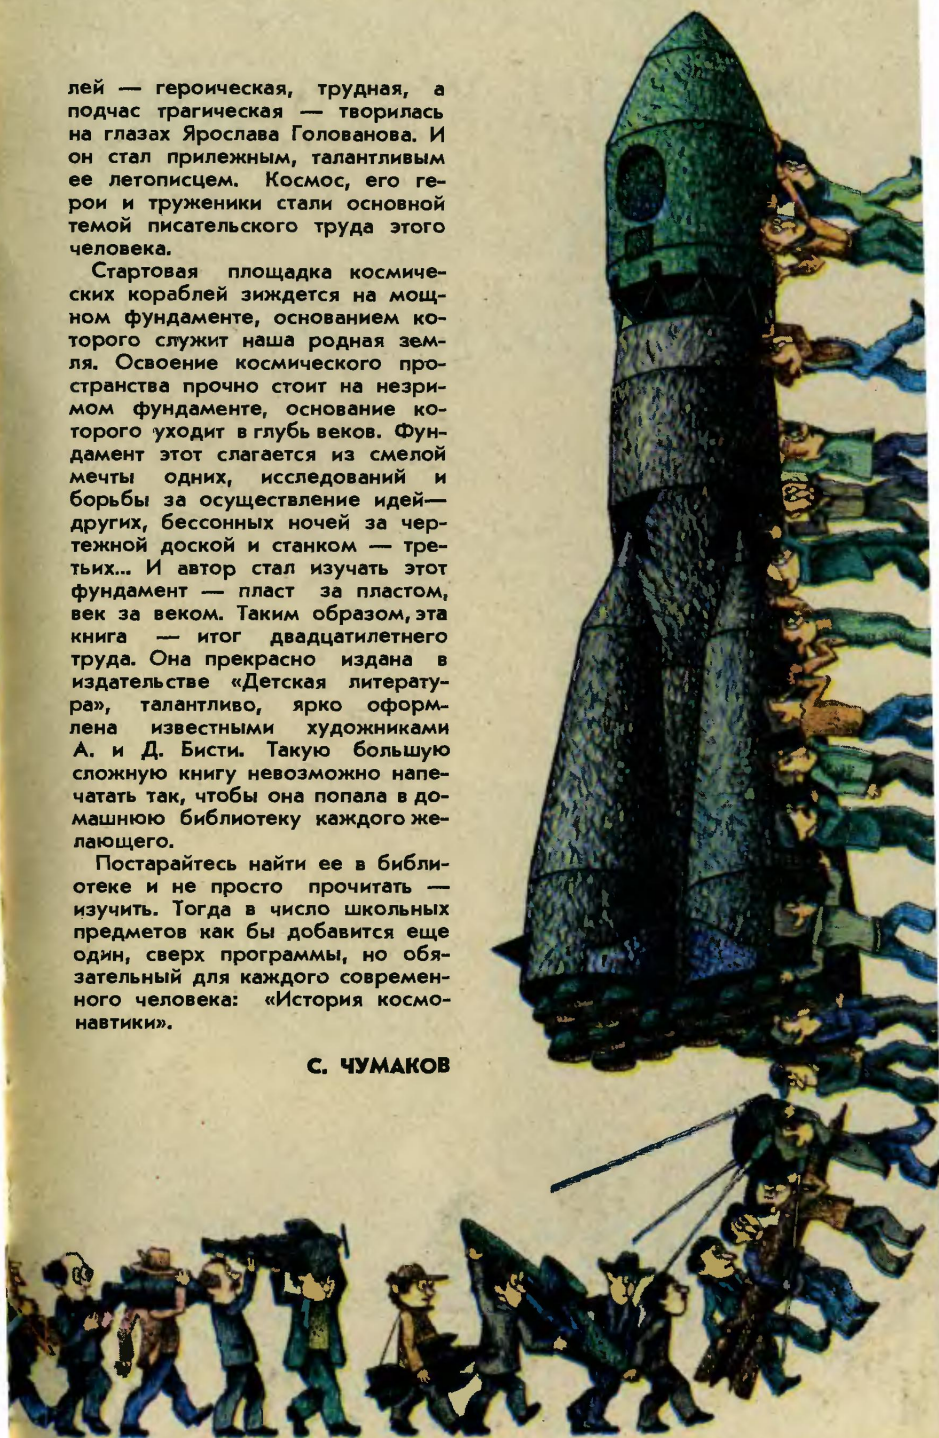 лей — героическая, трудная, а
подчас трагическая — творилась
на глазах Ярослава Голованова. И
он стал прилежным, талантливым
ее летописцем. Космос, его ге-
рои и труженики стали основной
темой писательского труда этого
человека.
Стартовая площадка космиче-
ских кораблей зиждется на мощ-
ном фундаменте, основанием ко-
торого служит наша родная зем-
ля. Освоение космического про-
странства прочно стоит на незри-
мом фундаменте, основание ко-
торого уходит в глубь веков. Фун-
дамент этот слагается из смелой
мечты одних, исследований и
борьбы за осуществление идей—
других, бессонных ночей за чер-
тежной доской и станком — тре-
тьих... И автор стал изучать этот
фундамент — пласт за пластом,
век за веком. Таким образом, эта
книга — итог двадцатилетнего
труда. Она прекрасно издана в
издательстве «Детская литерату-
ра», талантливо, ярко оформ-
лена известными художниками
А. и Д. Бисти. Такую большую
сложную книгу невозможно напе-
чатать так, чтобы она попала в до-
машнюю библиотеку каждого же-
лающего.
Постарайтесь найти ее в библи-
отеке и не просто прочитать —
изучить. Тогда в число школьных
предметов как бы добавится еще
один, сверх программы, но обя-
зательный для каждого современ-
ного человека: «История космо-
навтики».
С. ЧУМАКОВ